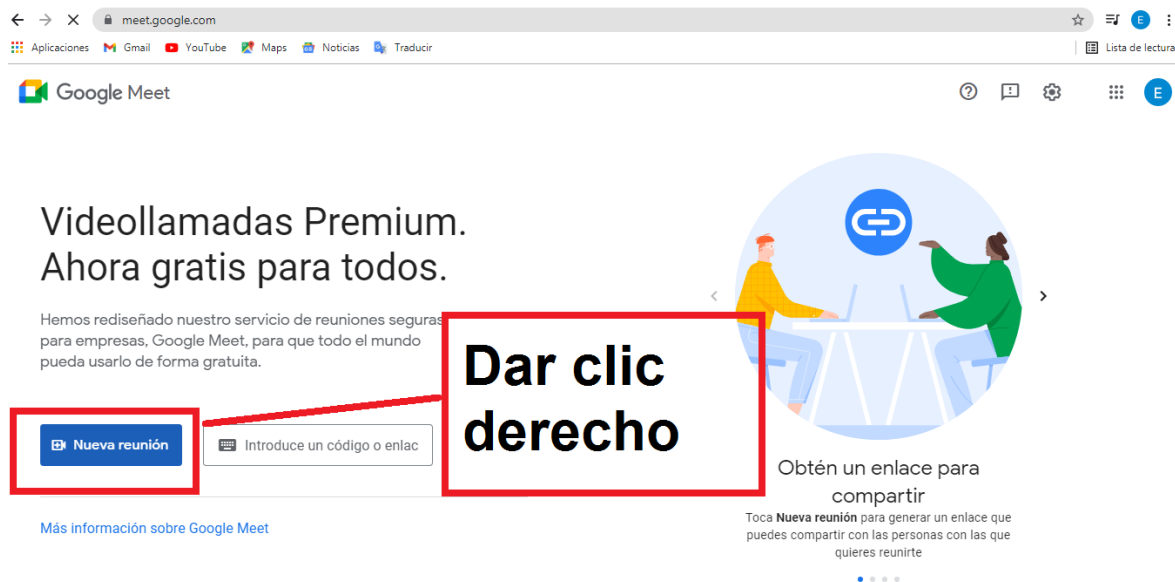 meet.google.com
E
Aplicaciones Gmail YouTube Maps Noticias Traducir
Lista de lectura
Google Meet
E
Videollamadas Premium.
Ahora gratis para todos.
Hemos rediseñado nuestro servicio de reuniones seguras
para empresas, Google Meet, para que todo el mundo
pueda usarlo de forma gratuita.
Dar clic
derecho
Nueva reunión
Introduce un código o enlac
Más información sobre Google Meet
Obtén un enlace para
compartir
Toca Nueva reunión para generar un enlace que
puedes compartir con las personas con las que
quieres reunirte